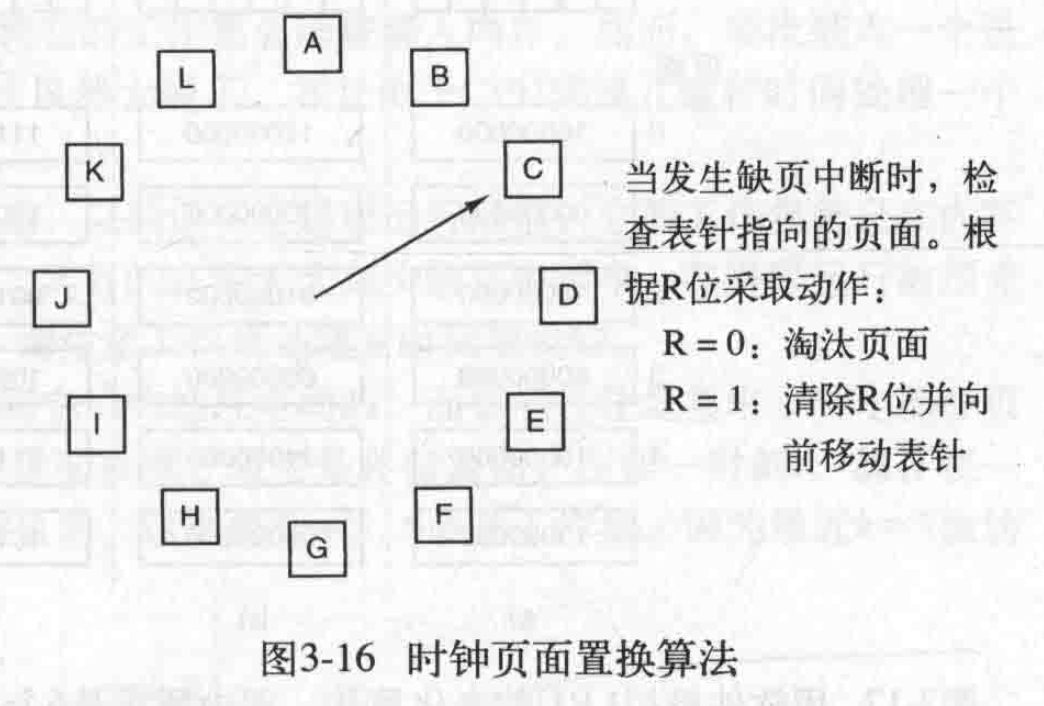 A
B
C
D
E
F
G
H
I
J
K
L
当发生缺页中断时，检
查表针指向的页面。根
据R位采取动作：
R = 0：淘汰页面
R = 1：清除R位并向
前移动表针
图3-16 时钟页面置换算法